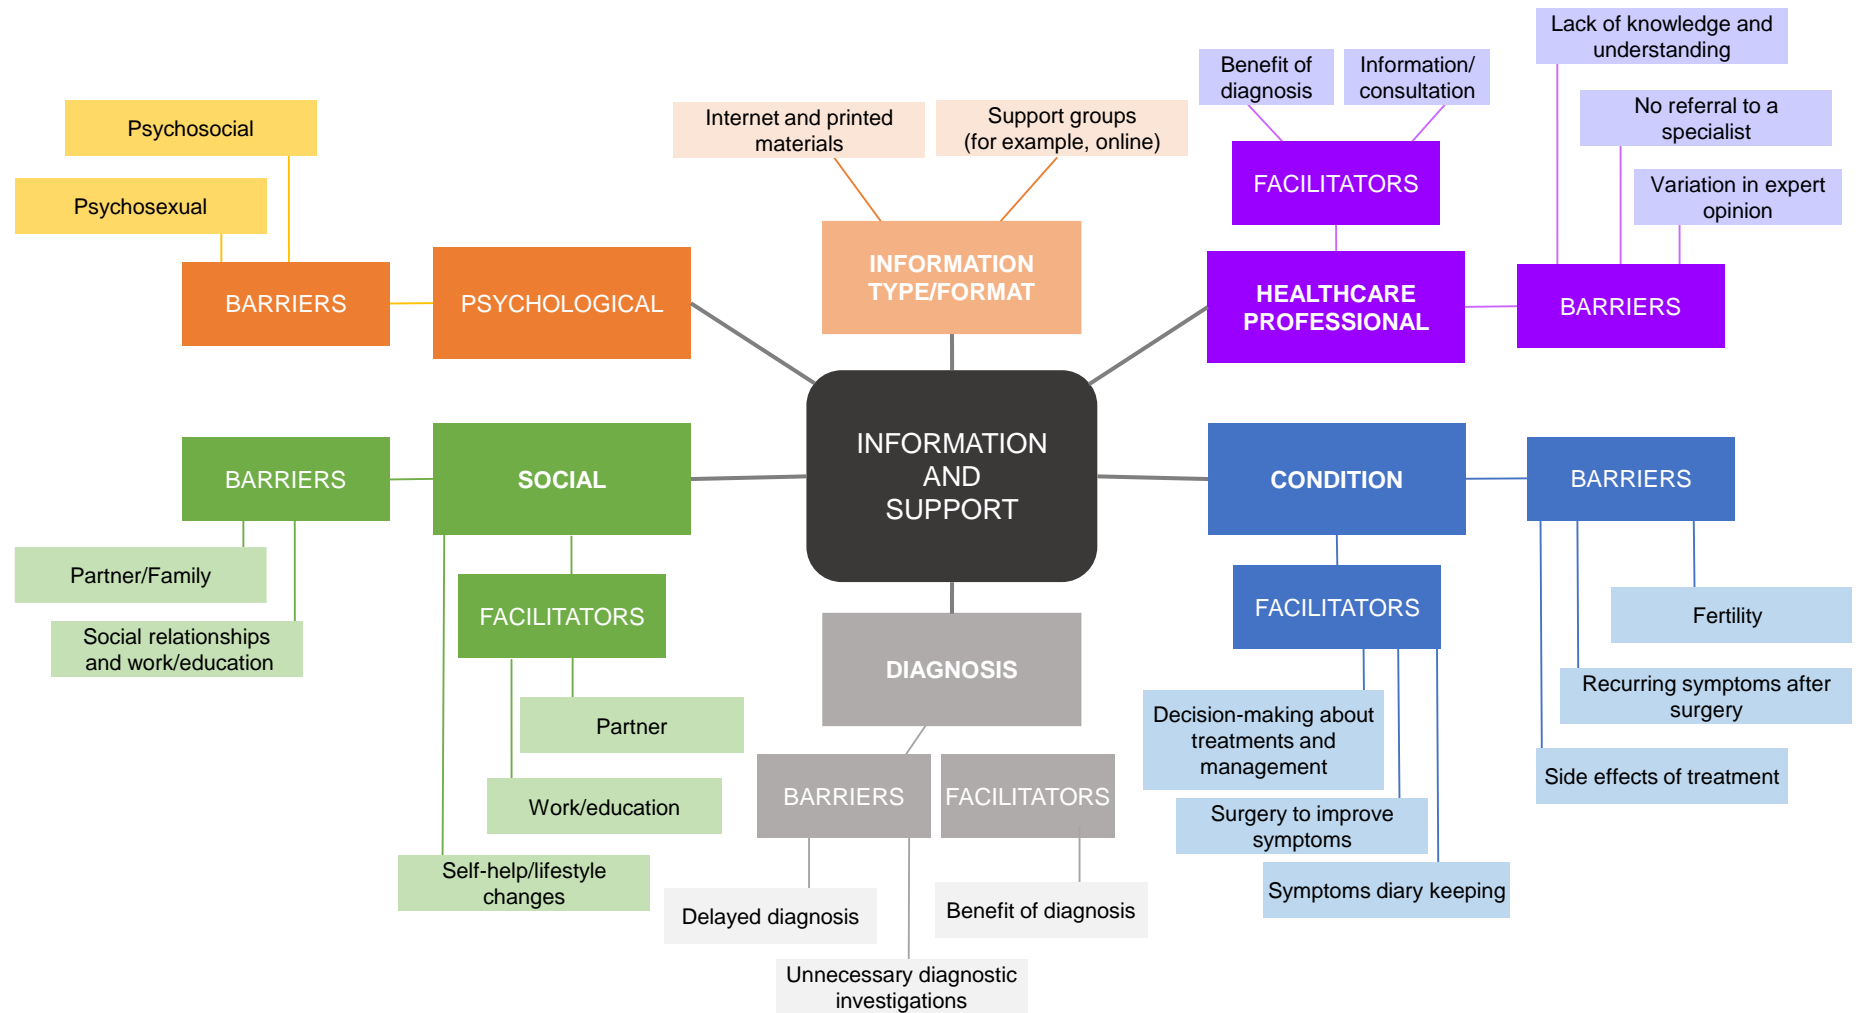 Lack of knowledge and
understanding
Benefit of
diagnosis
Information/
consultation
Psychosocial
Internet and printed
materials
Support groups
(for example, online)
No referral to a
specialist
FACILITATORS
Variation in expert
opinion
Psychosexual
BARRIERS
PSYCHOLOGICAL
INFORMATION
TYPE/FORMAT
HEALTHCARE
PROFESSIONAL
BARRIERS
INFORMATION
AND
SUPPORT
BARRIERS
SOCIAL
CONDITION
BARRIERS
Partner/Family
Social relationships
and work/education
FACILITATORS
Partner
Work/education
Self-help/lifestyle
changes
DIAGNOSIS
BARRIERS
FACILITATORS
Delayed diagnosis
Benefit of diagnosis
Unnecessary diagnostic
investigations
FACILITATORS
Decision-making about
treatments and
management
Surgery to improve
symptoms
Symptoms diary keeping
Fertility
Recurring symptoms after
surgery
Side effects of treatment